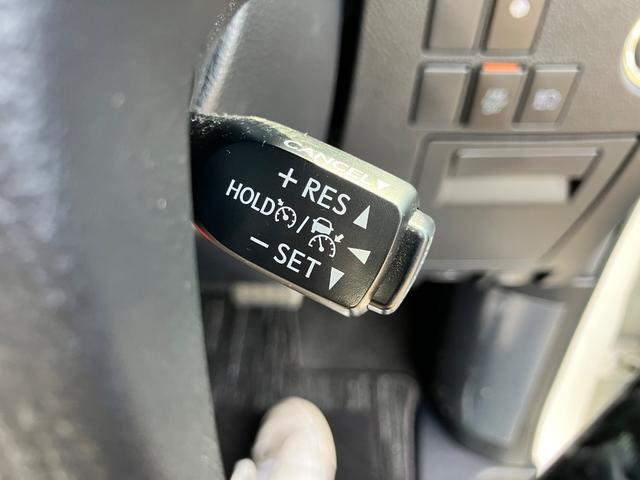 CANCEL▼
+ RES ▲
HOLD /
− SET ▼